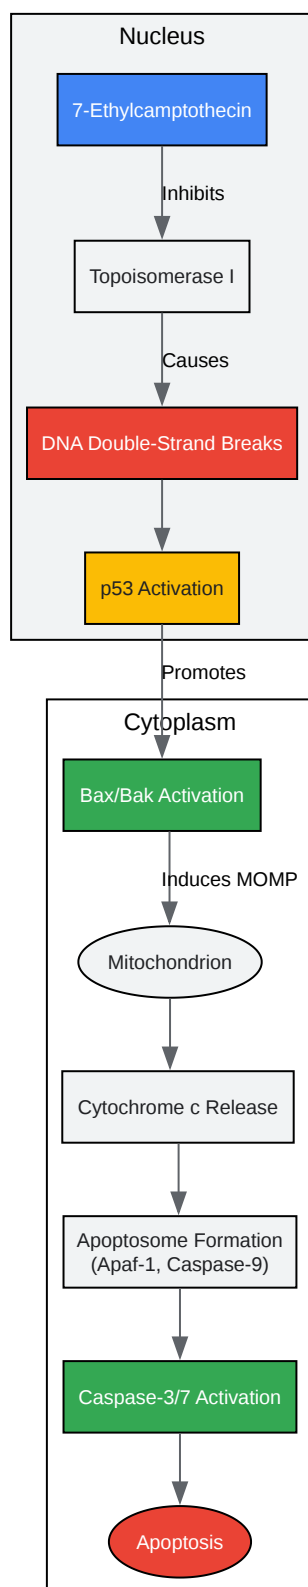 Nucleus
7-Ethylcamptothecin
Inhibits
Topoisomerase I
Causes
DNA Double-Strand Breaks
p53 Activation
Promotes
Cytoplasm
Bax/Bak Activation
Induces MOMP
Mitochondrion
Cytochrome c Release
Apoptosome Formation
(Apaf-1, Caspase-9)
Caspase-3/7 Activation
Apoptosis